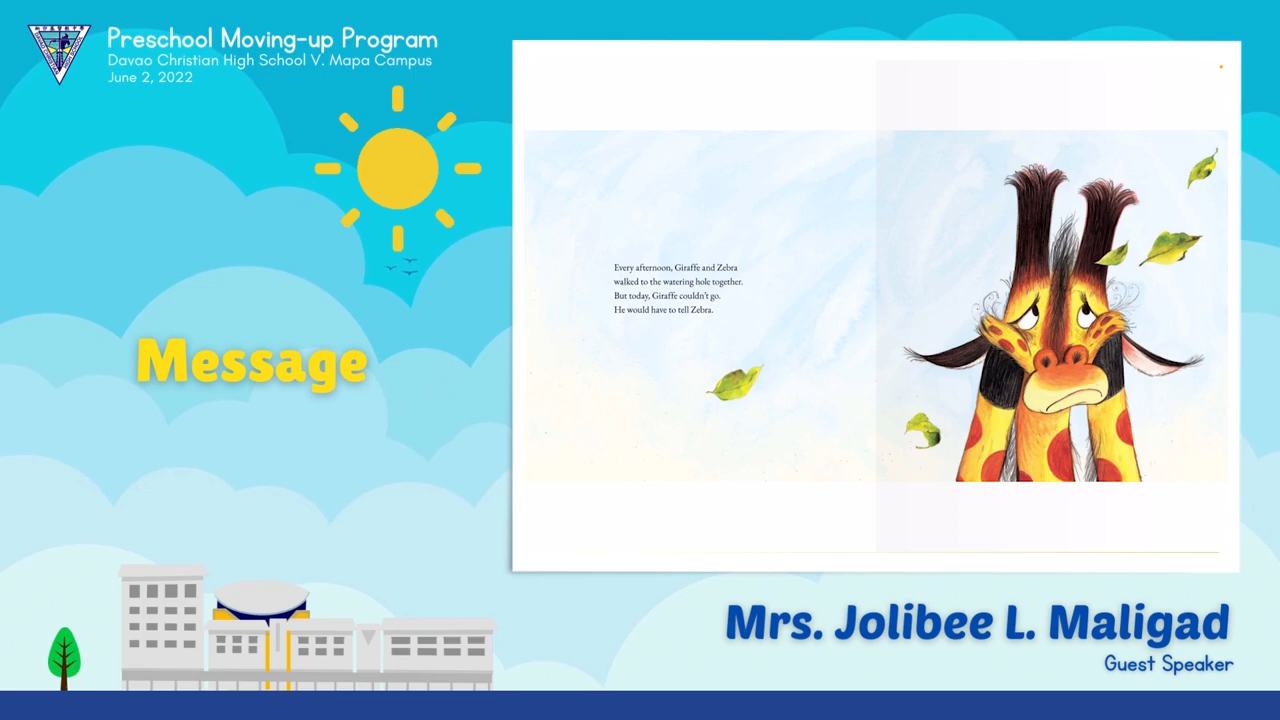 Preschool Moving-up Program
Davao Christian High School V. Mapa Campus
June 2, 2022
Message
Every afternoon, Giraffe and Zebra
walked to the watering hole together.
But today, Giraffe couldn't go.
He would have to tell Zebra.
Mrs. Jolibee L. Maligad
Guest Speaker